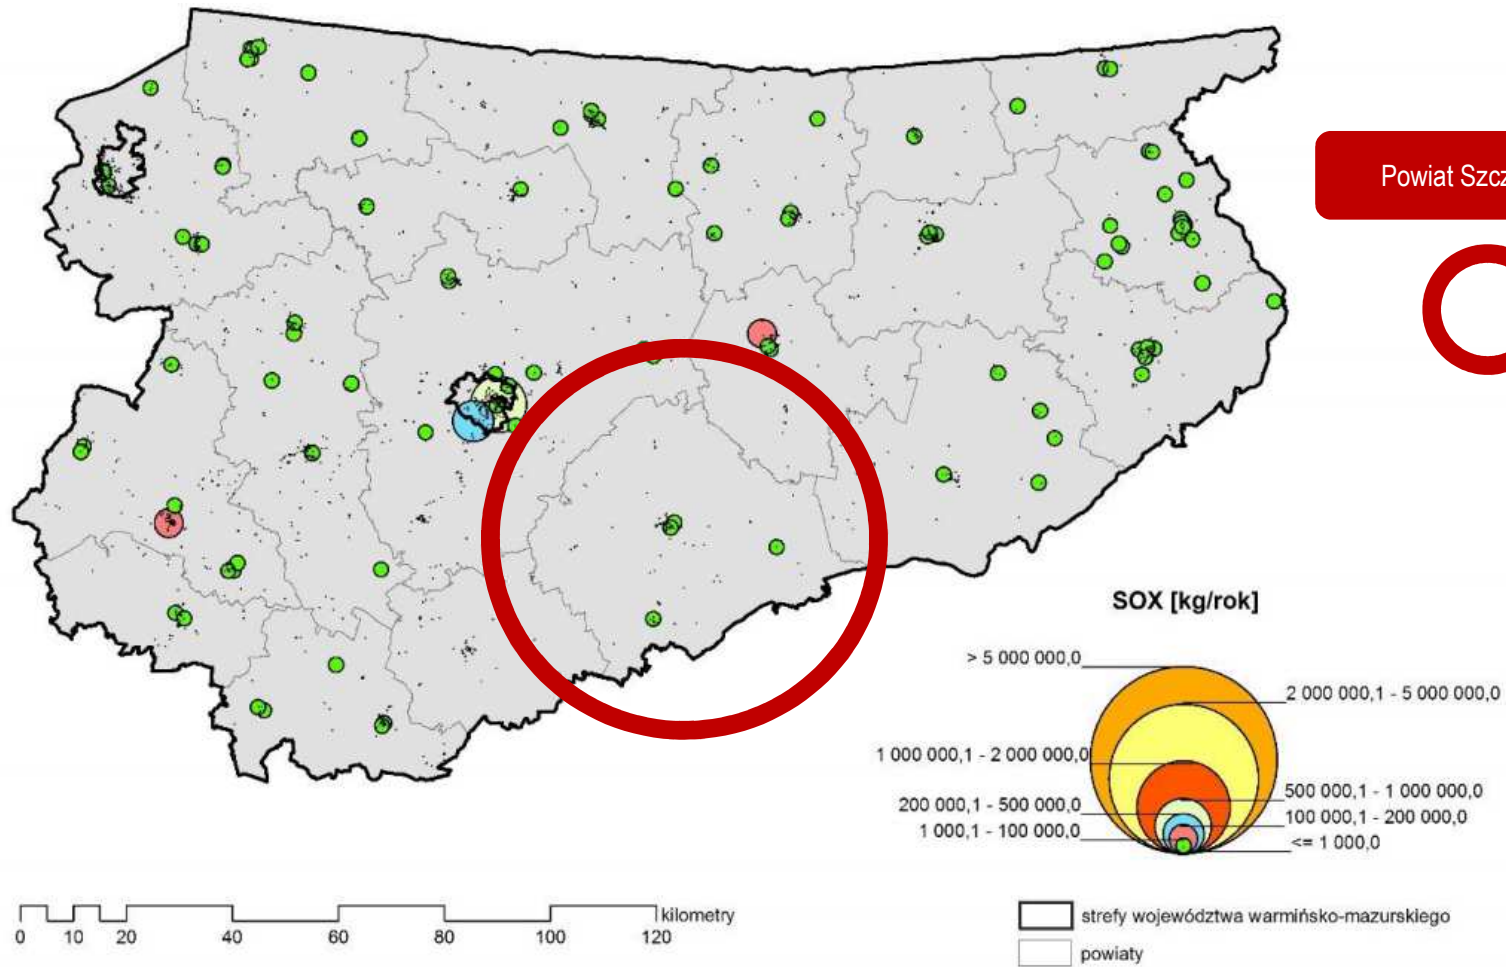 Powiat Szcz
SOX [kg/rok]
> 5 000 000,0
2 000 000,1 - 5 000 000,0
1 000 000,1 - 2 000 000,0
500 000,1 - 1 000 000,0
200 000,1 - 500 000,0
100 000,1 - 200 000,0
1 000,1 - 100 000,0
<= 1 000,0
kilometry
0 10 20 40 60 80 100 120
strefy województwa warmińsko-mazurskiego
powiaty